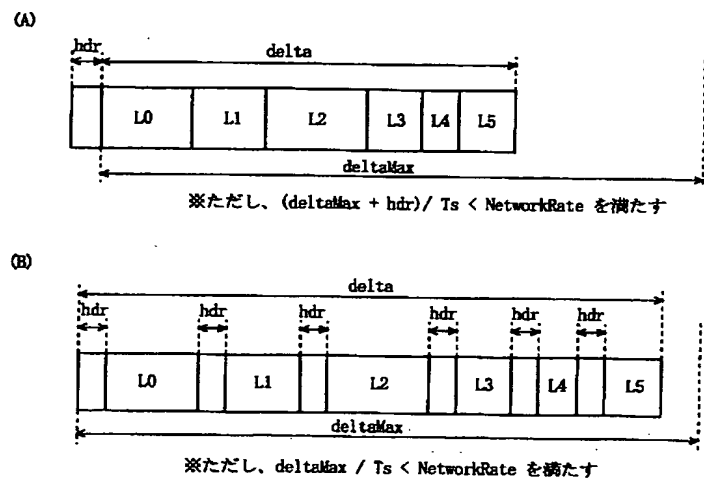 (A)
hdr
delta
L0 L1 L2 L3 L4 L5
deltaMax
※ただし、(deltaMax + hdr)/ Ts < NetworkRate を満たす
(B)
delta
hdr hdr hdr hdr hdr hdr
L0 L1 L2 L3 L4 L5
deltaMax
※ただし、deltaMax / Ts < NetworkRate を満たす